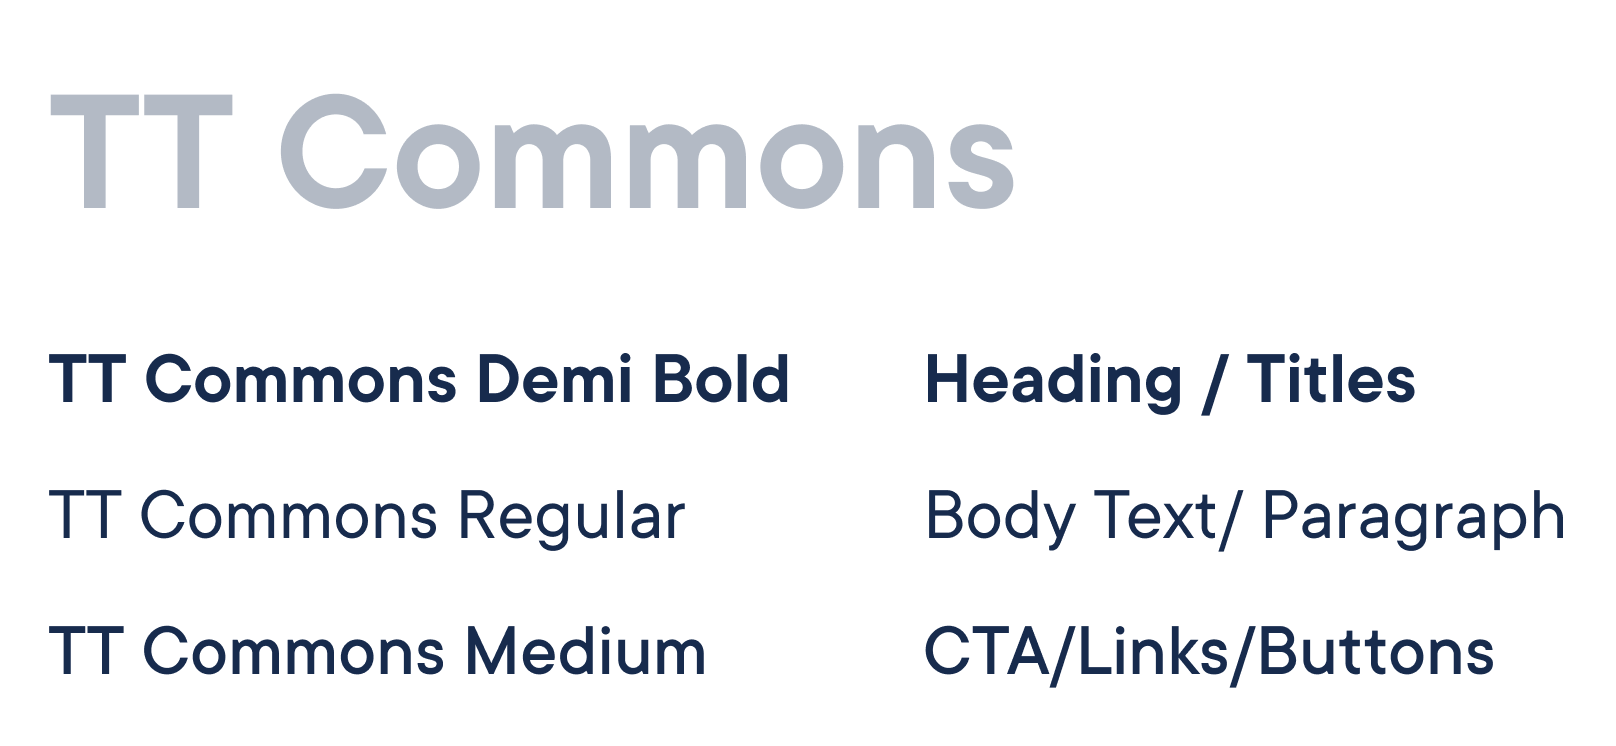 TT Commons
TT Commons Demi Bold Heading / Titles
TT Commons Regular Body Text/ Paragraph
TT Commons Medium CTA/Links/Buttons